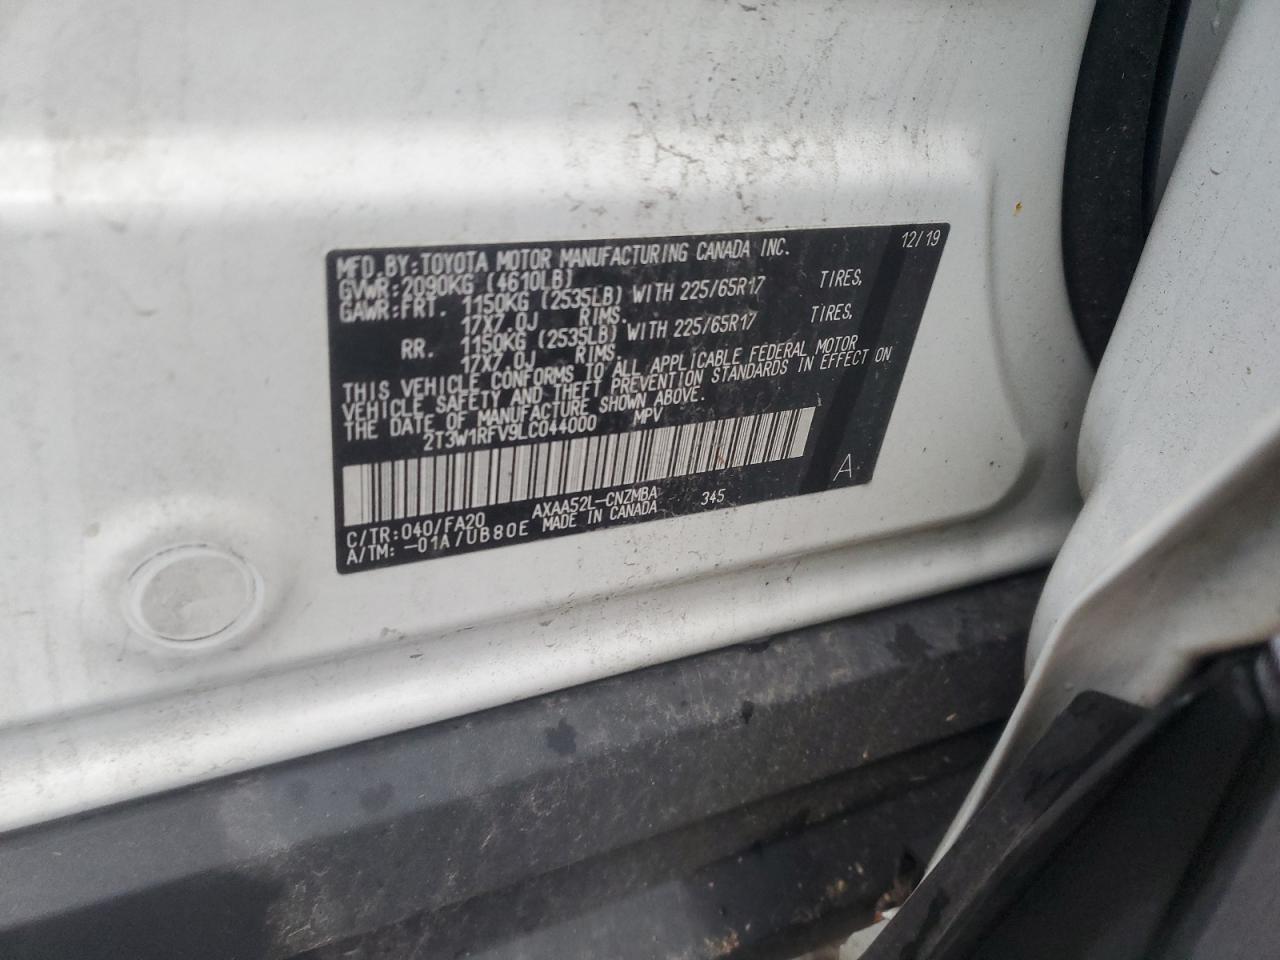 MFD.BY:TOYOTA MOTOR MANUFACTURING CANADA INC. 12/19
GVWR:2090KG (4610LB)
GAWR:FRT. 1150KG (2535LB) WITH 225/65R17 TIRES,
17X7.0J RIMS.
RR. 1150KG (2535LB) WITH 225/65R17 TIRES,
17X7.0J RIMS.
THIS VEHICLE CONFORMS TO ALL APPLICABLE FEDERAL MOTOR
VEHICLE SAFETY AND THEFT PREVENTION STANDARDS IN EFFECT ON
THE DATE OF MANUFACTURE SHOWN ABOVE.
2T3W1RFV9LC044000 MPV
A
C/TR:040/FA20 AXAA52L-CNZMBA 345
A/TM:-01A/UB80E MADE IN CANADA